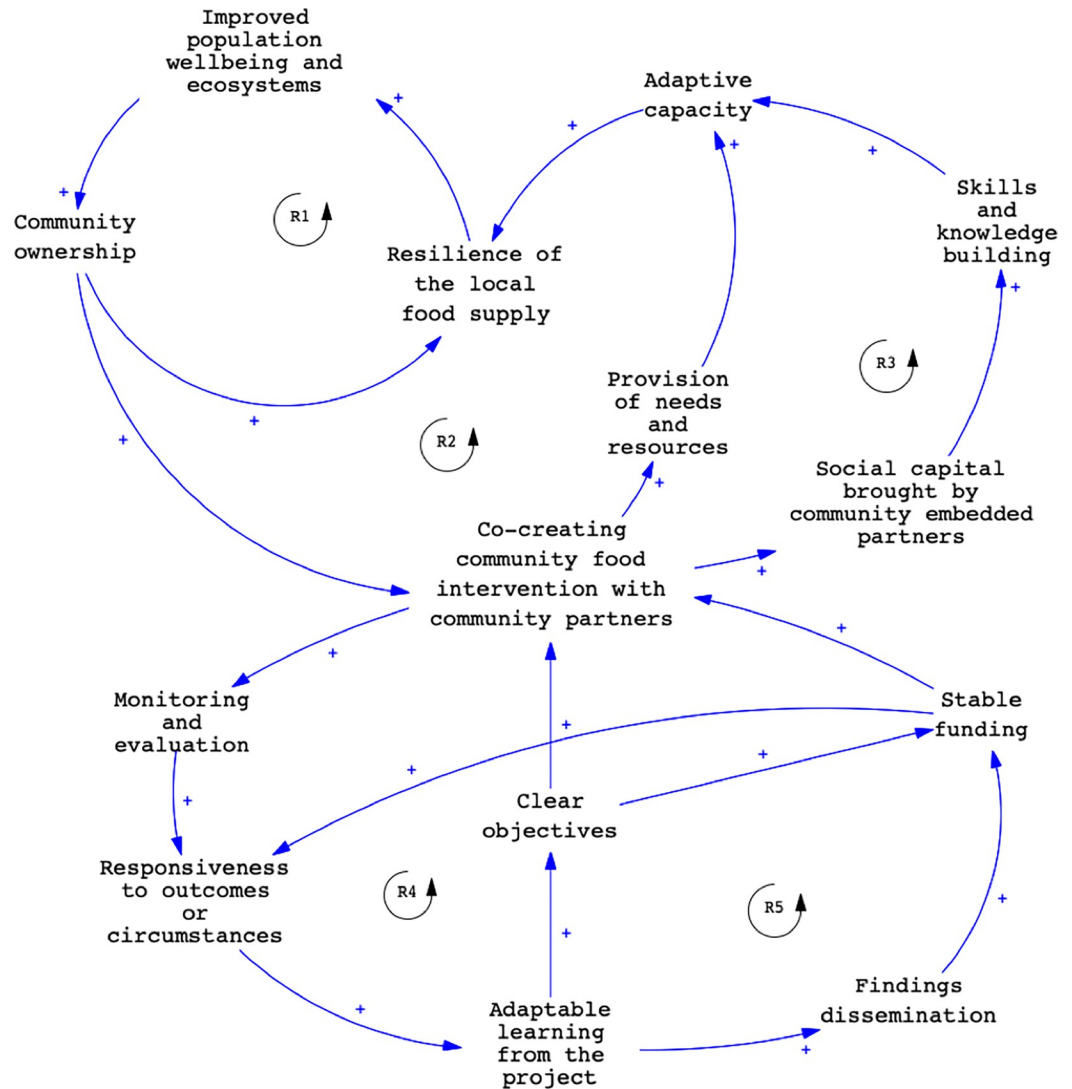 Improved
population
wellbeing and
ecosystems
Adaptive
capacity
+
+
+
+
+
Skills
and
knowledge
building
+
Community
ownership
R1
Resilience of
the local
food supply
R3
Provision
of needs
and
resources
+
+
R2
+
Social capital
brought by
community embedded
partners
Co-creating
community food
intervention with
community partners
+
+
+
Monitoring
and
evaluation
Stable
funding
+
+
+
+
Clear
objectives
Responsiveness
to outcomes
or
circumstances
R4
R5
+
+
+
Adaptable
learning
from the
project
Findings
dissemination
+